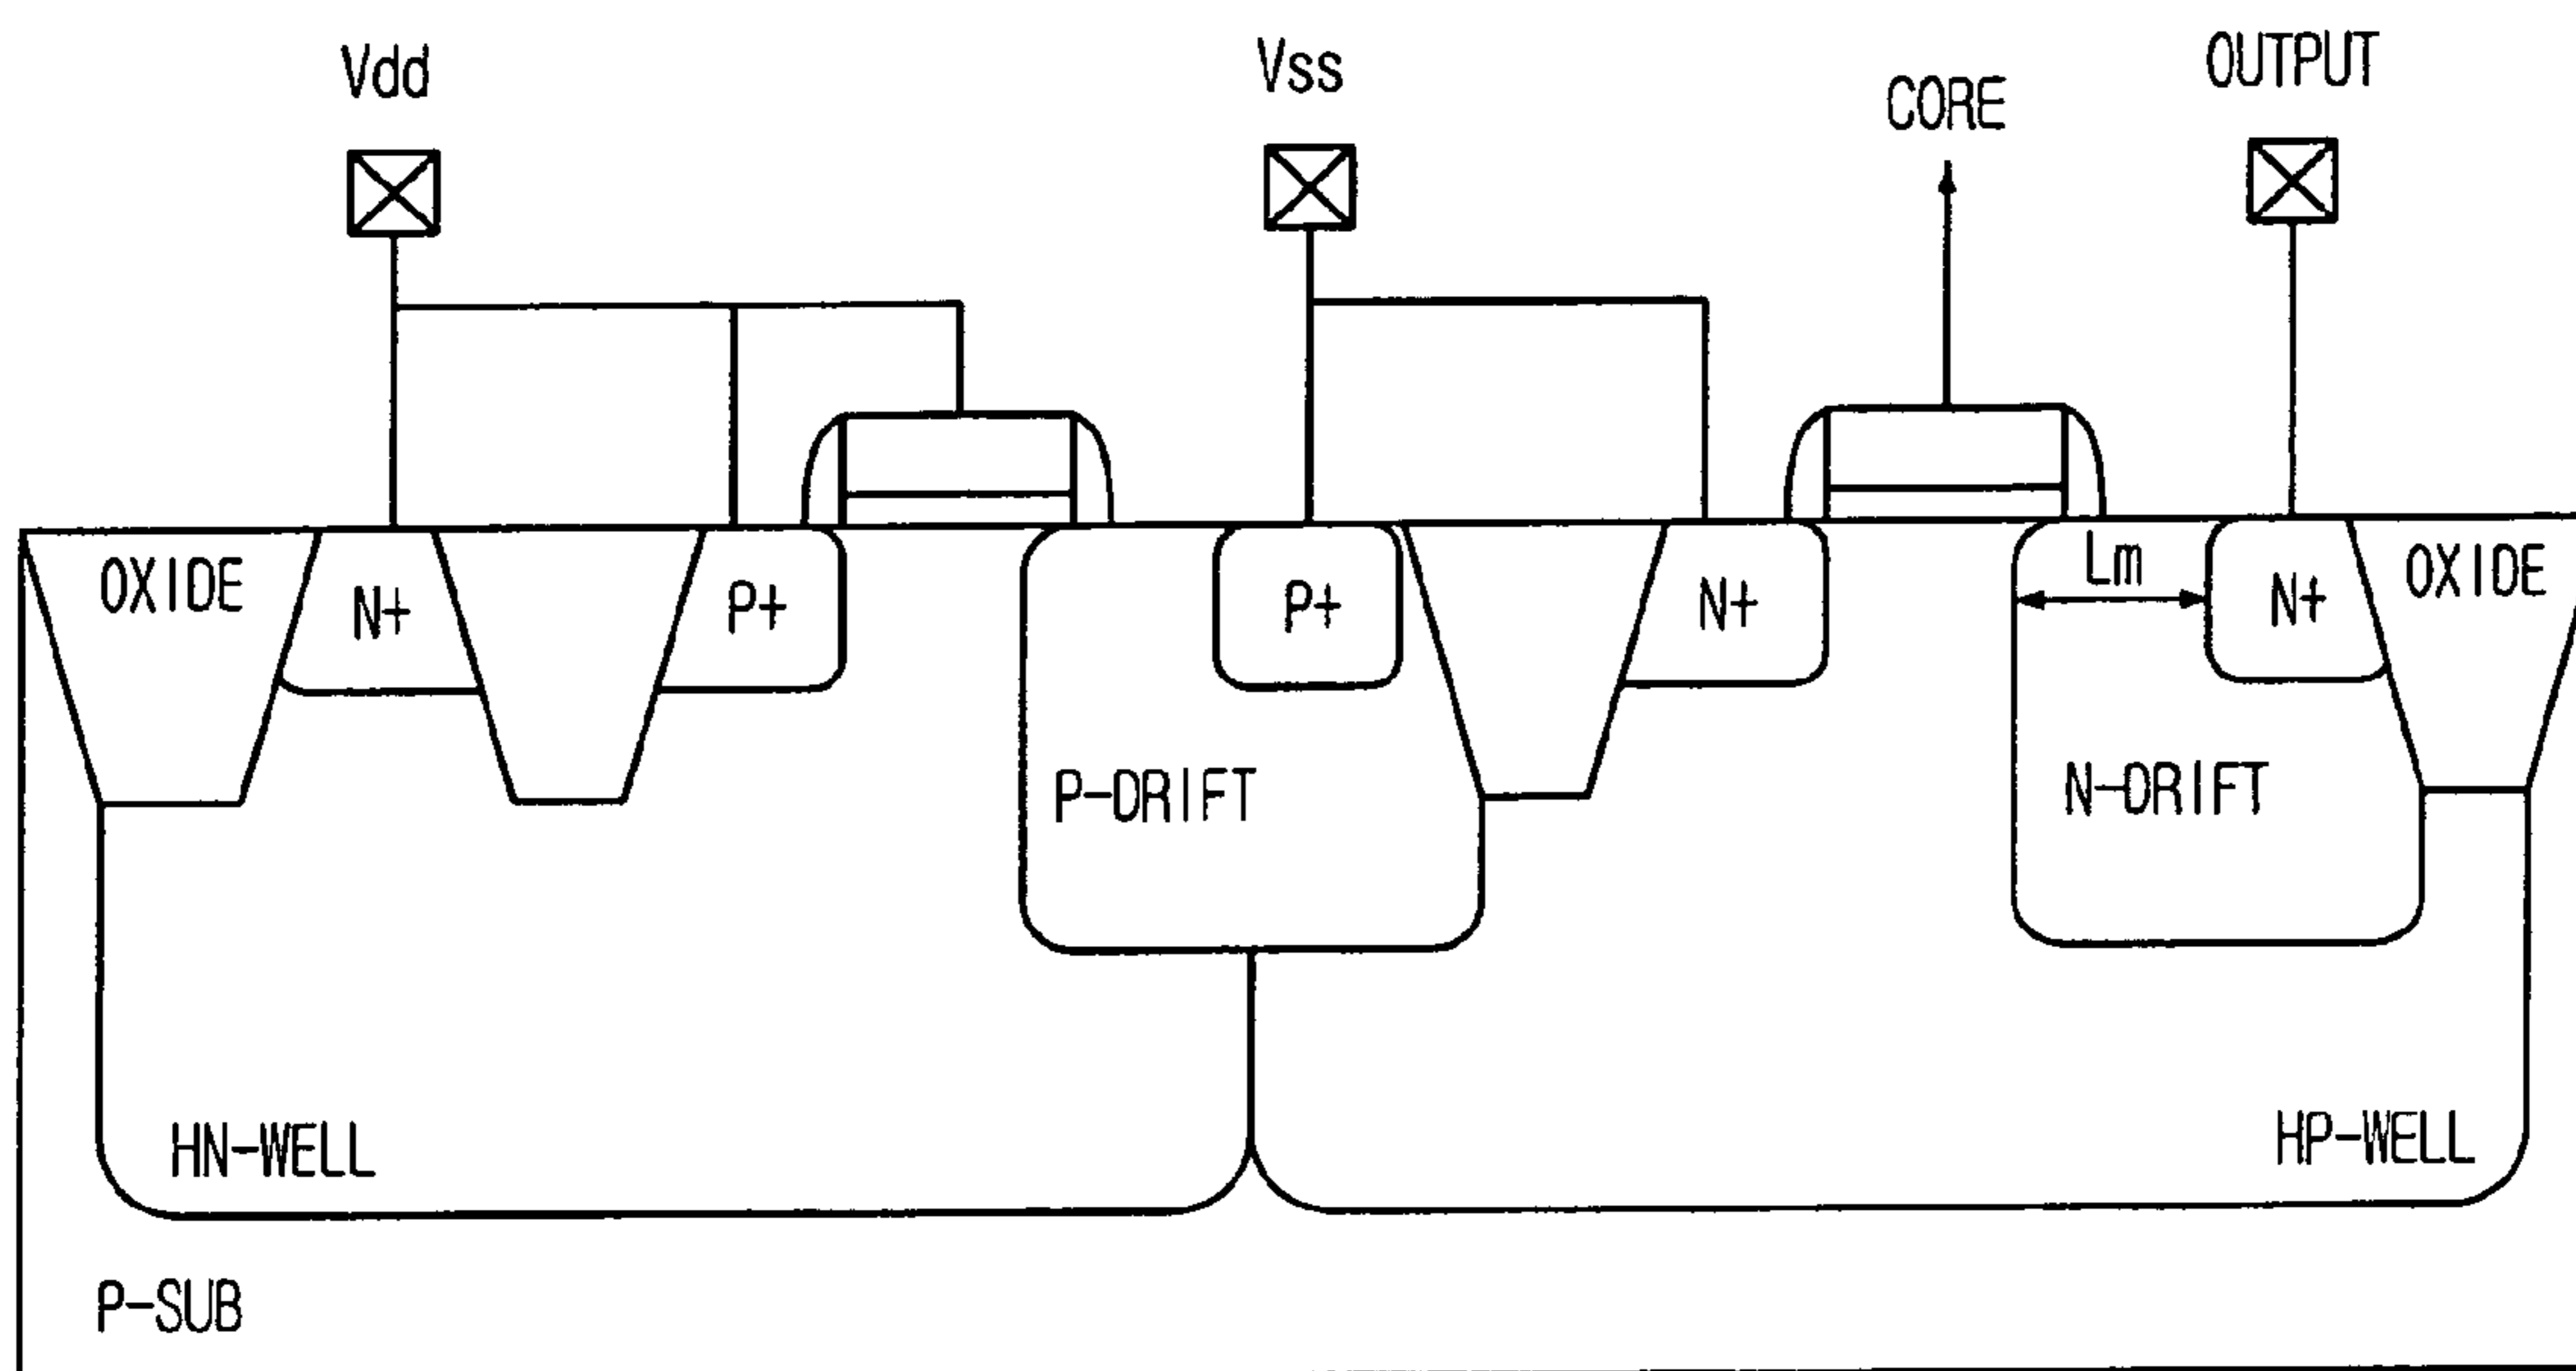 Vdd
Vss
CORE
OUTPUT
OXIDE
N+
P+
P+
N+
Lm
N+
OXIDE
P-DRIFT
N-DRIFT
HN-WELL
HP-WELL
P-SUB